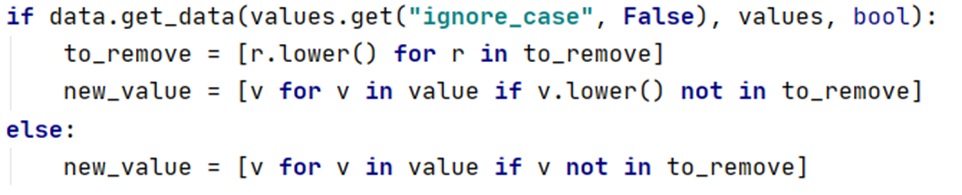 if data.get_data(values.get("ignore_case", False), values, bool):
    to_remove = [r.lower() for r in to_remove]
    new_value = [v for v in value if v.lower() not in to_remove]
else:
    new_value = [v for v in value if v not in to_remove]